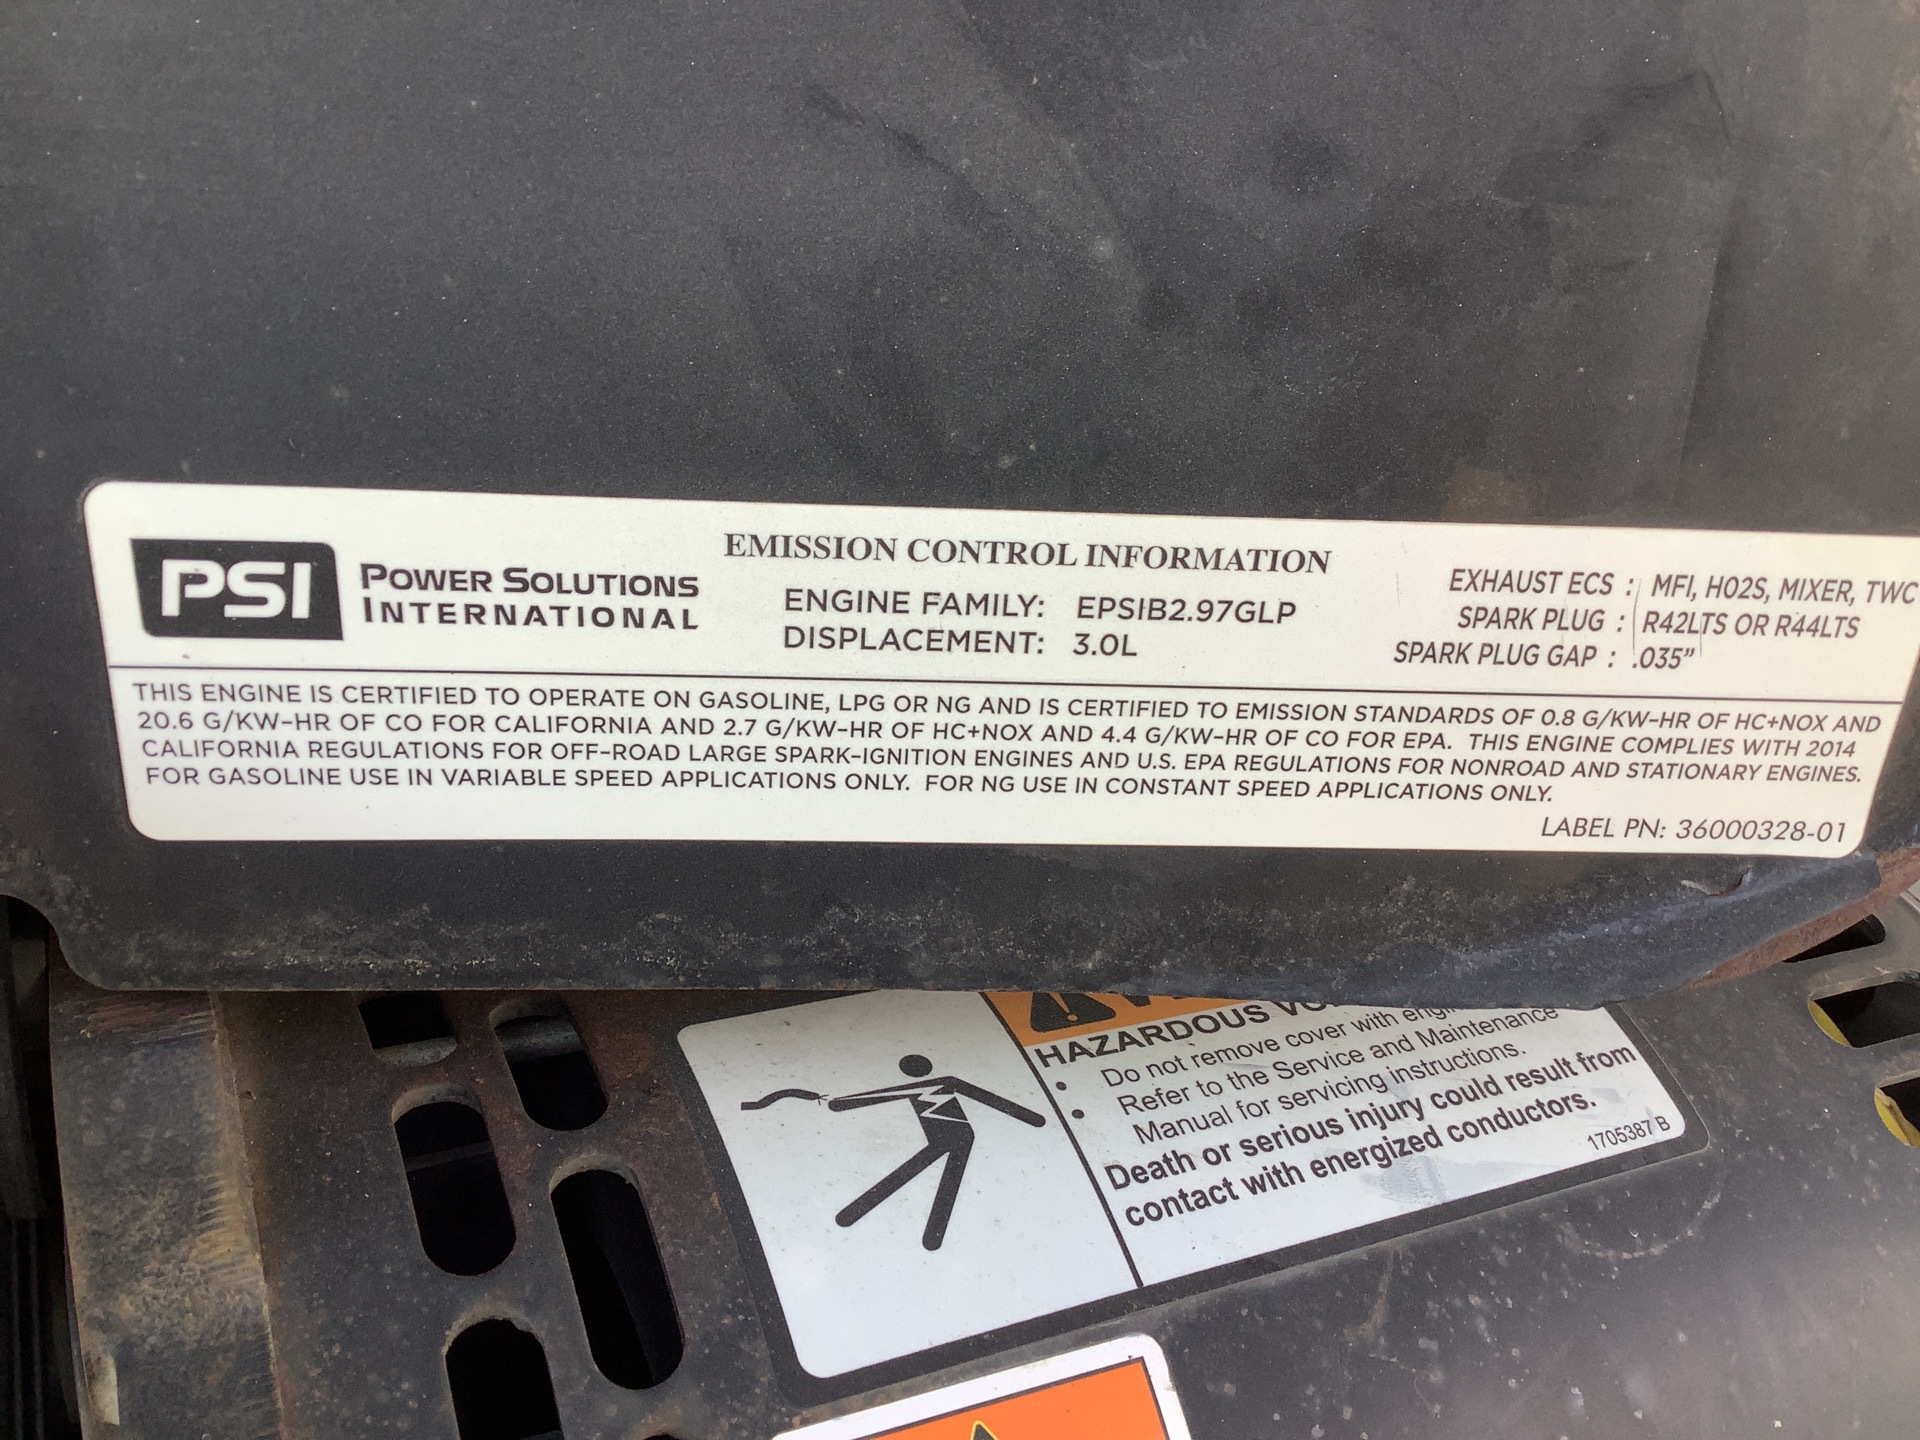 PSI
POWER SOLUTIONS
INTERNATIONAL
EMISSION CONTROL INFORMATION
ENGINE FAMILY: EPSIB2.97GLP
DISPLACEMENT: 3.0L
EXHAUST ECS : MFI, HO2S, MIXER, TWC
SPARK PLUG : R42LTS OR R44LTS
SPARK PLUG GAP : .035”
THIS ENGINE IS CERTIFIED TO OPERATE ON GASOLINE, LPG OR NG AND IS CERTIFIED TO EMISSION STANDARDS OF 0.8 G/KW-HR OF HC+NOX AND
20.6 G/KW-HR OF CO FOR CALIFORNIA AND 2.7 G/KW-HR OF HC+NOX AND 4.4 G/KW-HR OF CO FOR EPA. THIS ENGINE COMPLIES WITH 2014
CALIFORNIA REGULATIONS FOR OFF-ROAD LARGE SPARK-IGNITION ENGINES AND U.S. EPA REGULATIONS FOR NONROAD AND STATIONARY ENGINES.
FOR GASOLINE USE IN VARIABLE SPEED APPLICATIONS ONLY. FOR NG USE IN CONSTANT SPEED APPLICATIONS ONLY.
LABEL PN: 36000328-01
HAZARDOUS
• Do not remove cover with
• Refer to the Service and Maintenance
Manual for servicing instructions.
Death or serious injury could result from
contact with energized conductors.
1705387 B